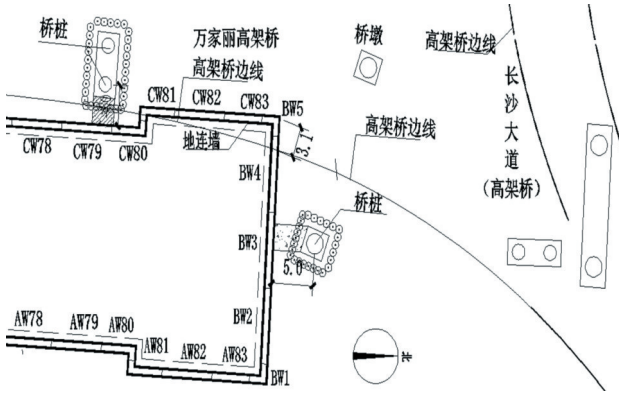 桥桩
万家丽高架桥
高架桥边线
桥墩
高架桥边线
长沙大道
(高架桥)
CW81
CW82
CW83
BW5
CW78
CW79
CW80
地连墙
3.1
高架桥边线
BW4
桥桩
BW3
5.0
BW2
AW78
AW79
AW80
AW81
AW82
AW83
BW1
北